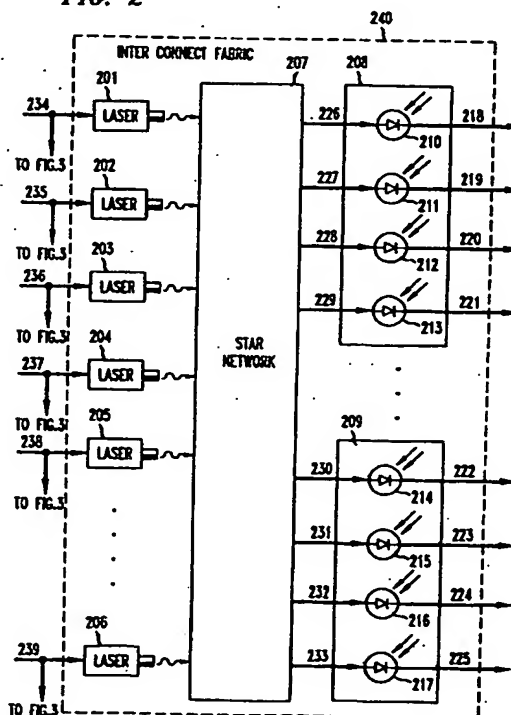 FIG. 2
240
INTER CONNECT FABRIC
207
208
201
234
LASER
226
218
210
TO FIG.3
202
235
LASER
227
219
211
TO FIG.3
228
220
212
203
236
LASER
229
221
213
TO FIG.3
STAR
NETWORK
204
237
LASER
TO FIG.3
205
238
LASER
209
TO FIG.3
230
222
214
231
223
215
232
224
216
206
239
LASER
233
225
217
TO FIG.3